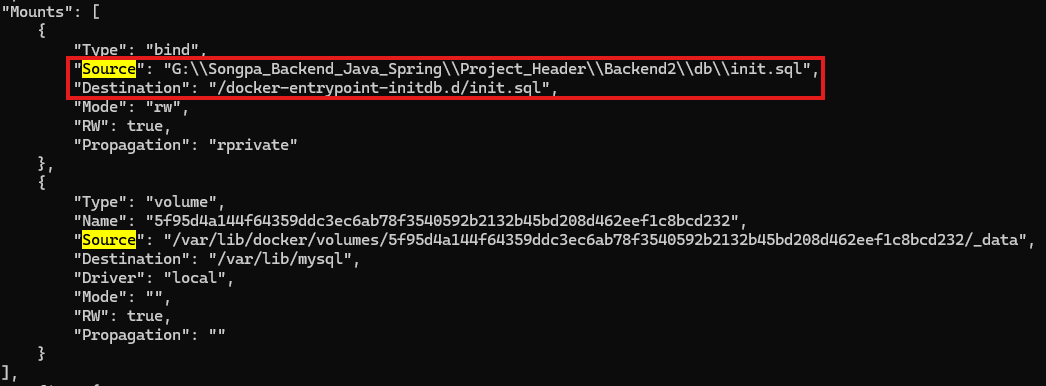 "Mounts": [
{
"Type": "bind",
"Source": "G:\\Songpa_Backend_Java_Spring\\Project_Header\\Backend2\\db\\init.sql",
"Destination": "/docker-entrypoint-initdb.d/init.sql",
"Mode": "rw",
"RW": true,
"Propagation": "rprivate"
},
{
"Type": "volume",
"Name": "5f95d4a144f64359ddc3ec6ab78f3540592b2132b45bd208d462eef1c8bcd232",
"Source": "/var/lib/docker/volumes/5f95d4a144f64359ddc3ec6ab78f3540592b2132b45bd208d462eef1c8bcd232/_data",
"Destination": "/var/lib/mysql",
"Driver": "local",
"Mode": "",
"RW": true,
"Propagation": ""
}
],